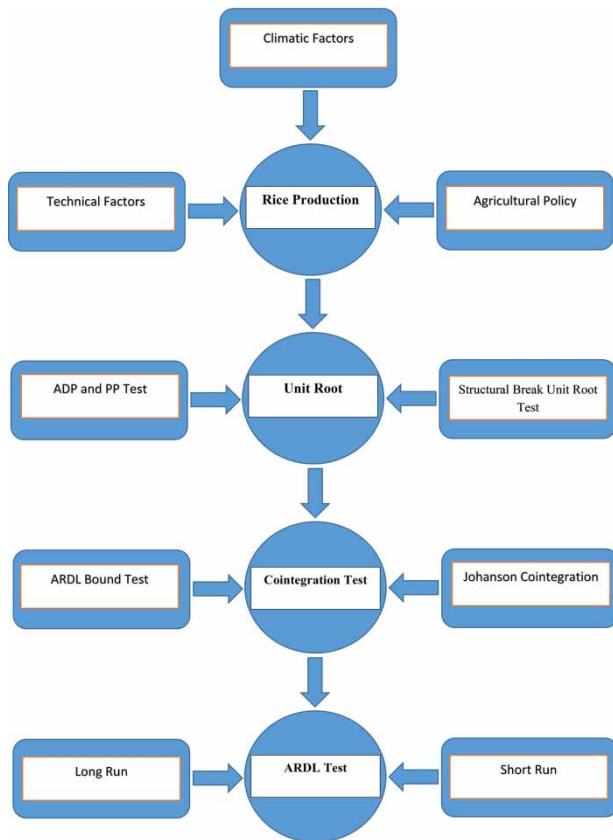 Climatic Factors
Technical Factors
Rice Production
Agricultural Policy
ADP and PP Test
Unit Root
Structural Break Unit Root
Test
ARDL Bound Test
Cointegration Test
Johanson Cointegration
Long Run
ARDL Test
Short Run